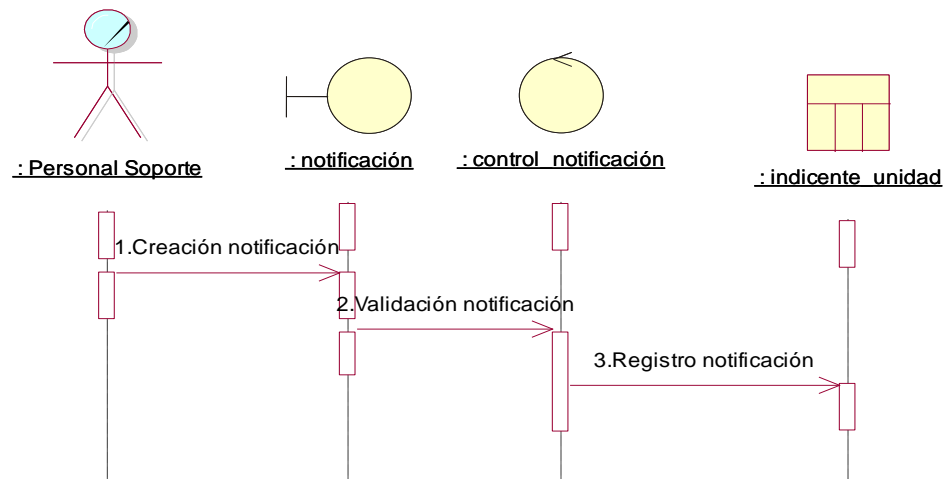 : Personal Soporte
: notificación
: control_notificación
: indicente_unidad
1.Creación notificación
2.Validación notificación
3.Registro notificación